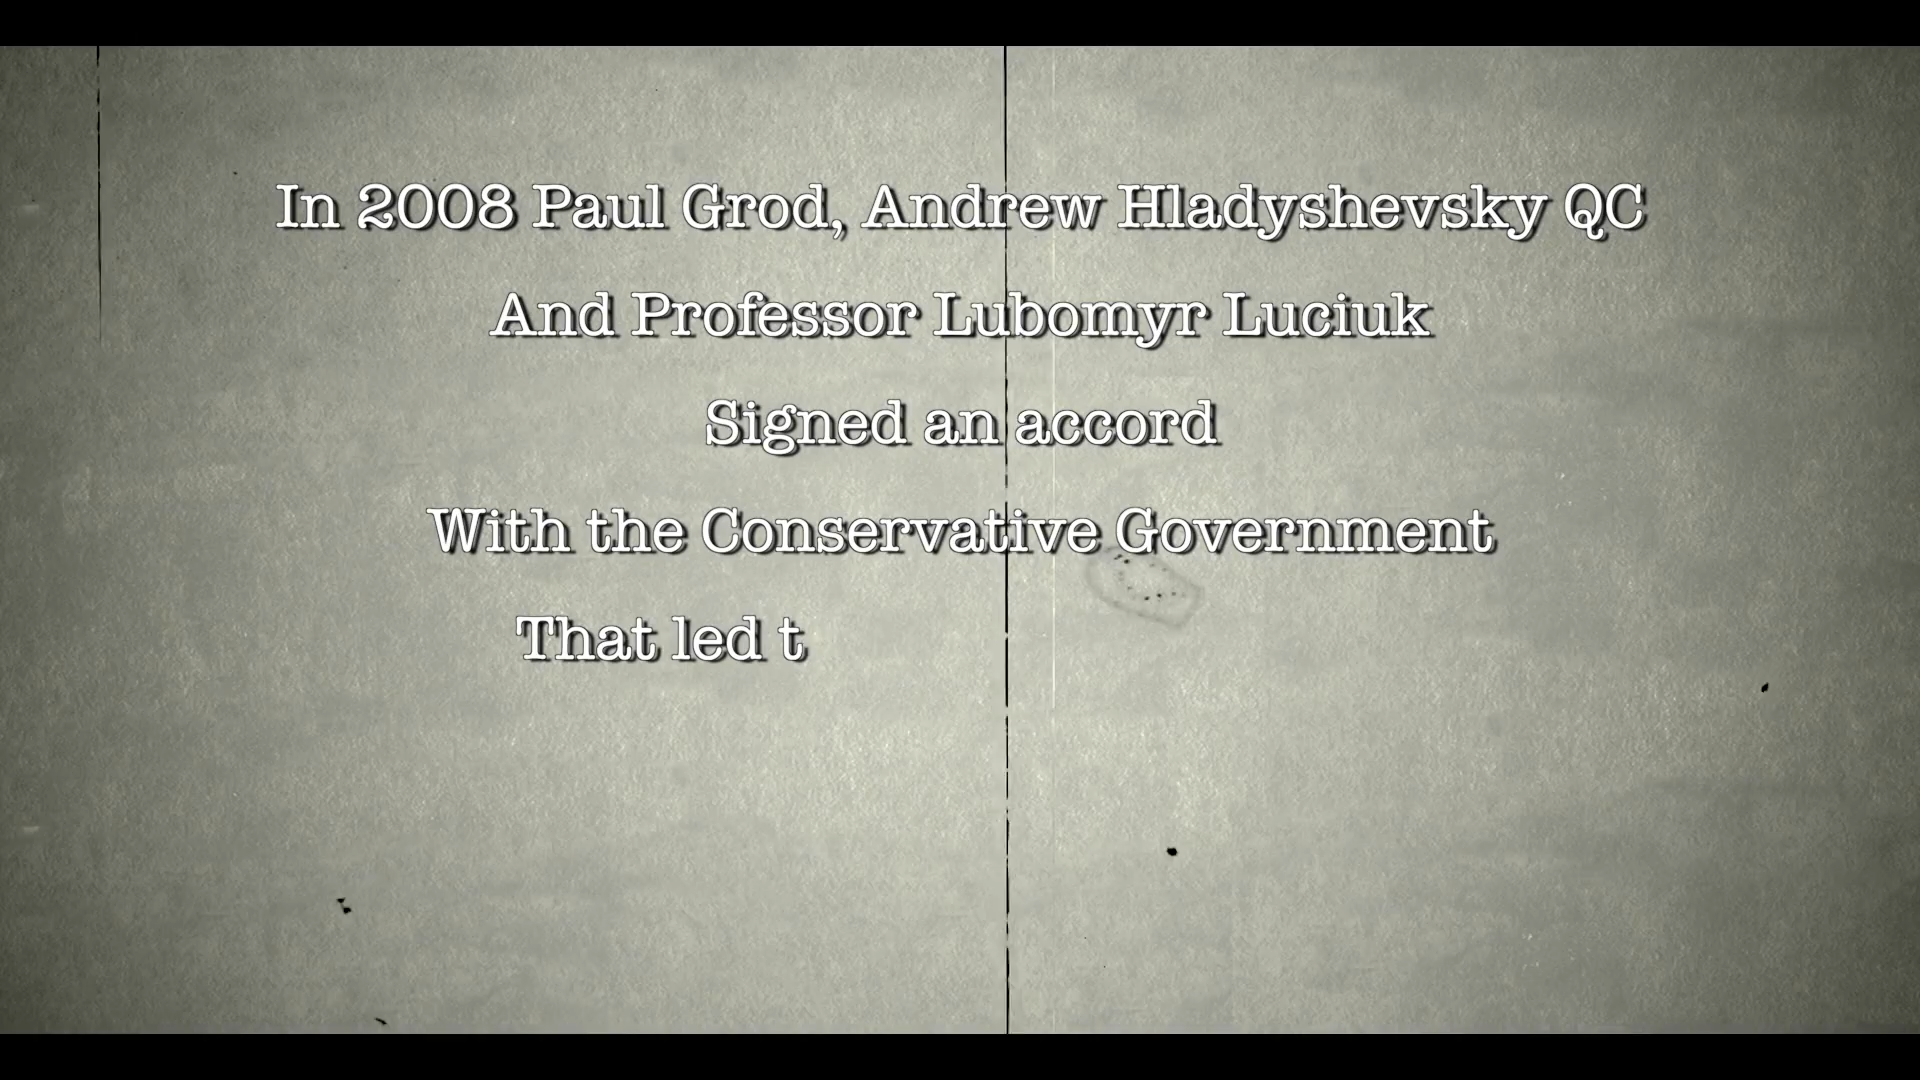 In 2008 Paul Grod, Andrew Hladyshevsky QC
And Professor Lubomyr Luciuk
Signed an accord
With the Conservative Government
That led t